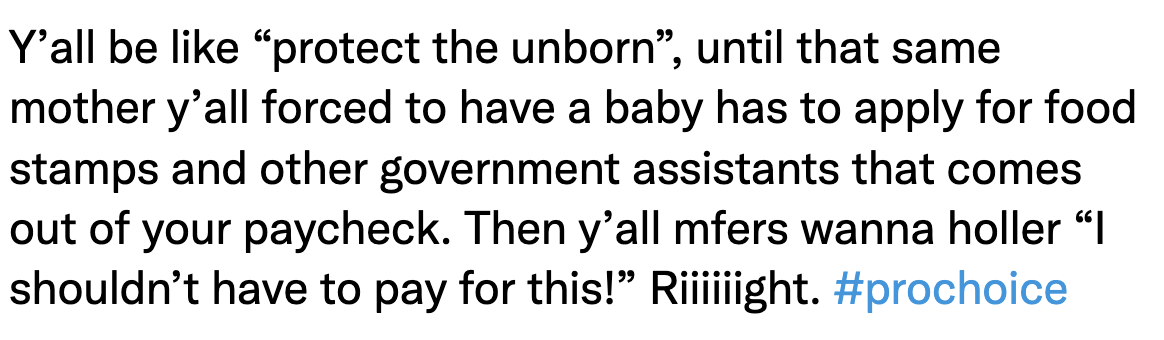 Y’all be like “protect the unborn”, until that same
mother y’all forced to have a baby has to apply for food
stamps and other government assistants that comes
out of your paycheck. Then y’all mfers wanna holler “I
shouldn’t have to pay for this!” Riiiiiight. #prochoice